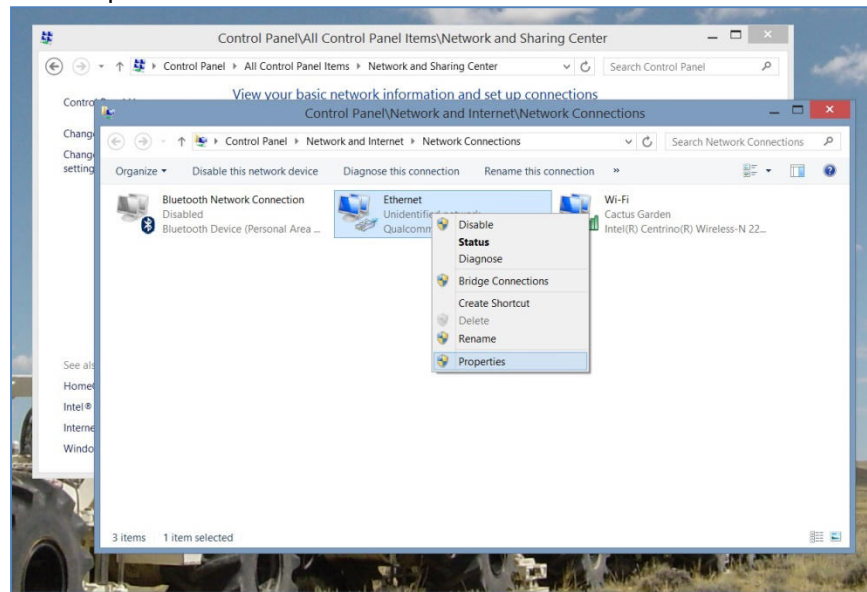 Control Panel\All Control Panel Items\Network and Sharing Center
Control Panel ▸ All Control Panel Items ▸ Network and Sharing Center
Search Control Panel
View your basic network information and set up connections
Control Panel\Network and Internet\Network Connections
Control Panel ▸ Network and Internet ▸ Network Connections
Search Network Connections
Contro
Chang
Chang
setting
Organize
Disable this network device
Diagnose this connection
Rename this connection
»
Bluetooth Network Connection
Disabled
Bluetooth Device (Personal Area ...
Ethernet
Unidentified network
Qualcomm
Wi-Fi
Cactus Garden
Intel(R) Centrino(R) Wireless-N 22...
Disable
Status
Diagnose
Bridge Connections
Create Shortcut
Delete
Rename
Properties
See als
Home
Intel®
Interne
Windo
3 items 1 item selected